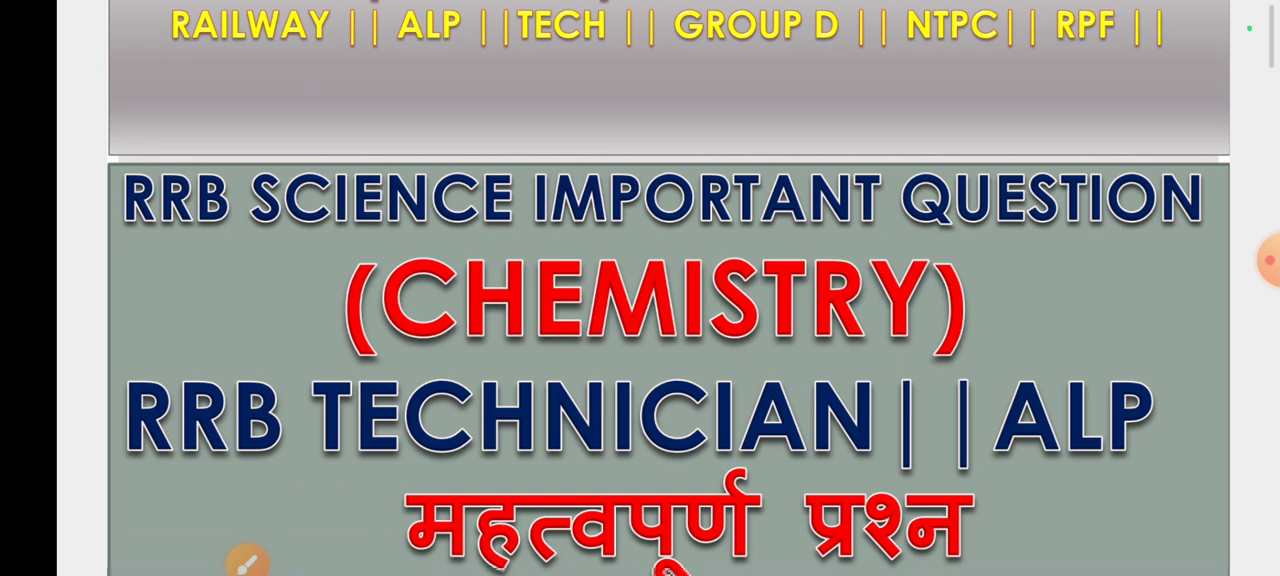 RAILWAY || ALP ||TECH || GROUP D || NTPC|| RPF ||
RRB SCIENCE IMPORTANT QUESTION
(CHEMISTRY)
RRB TECHNICIAN||ALP
महत्वपूर्ण प्रश्न